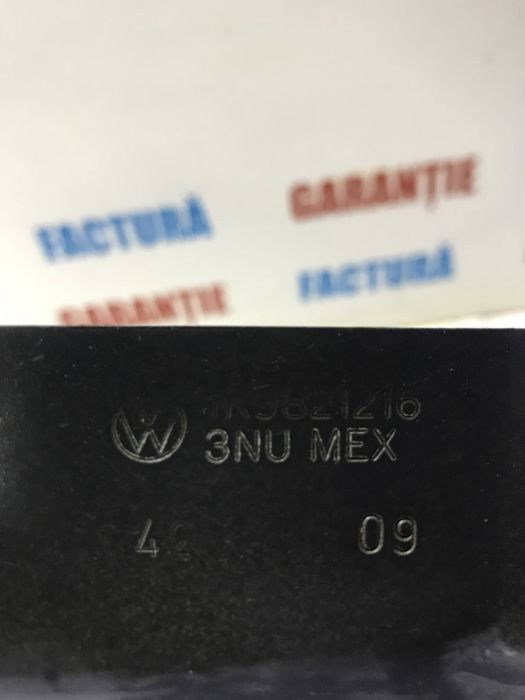 GARANȚIE
FACTURĂ
FACTURĂ
GARANȚIE
1K5821216
3NU MEX
09